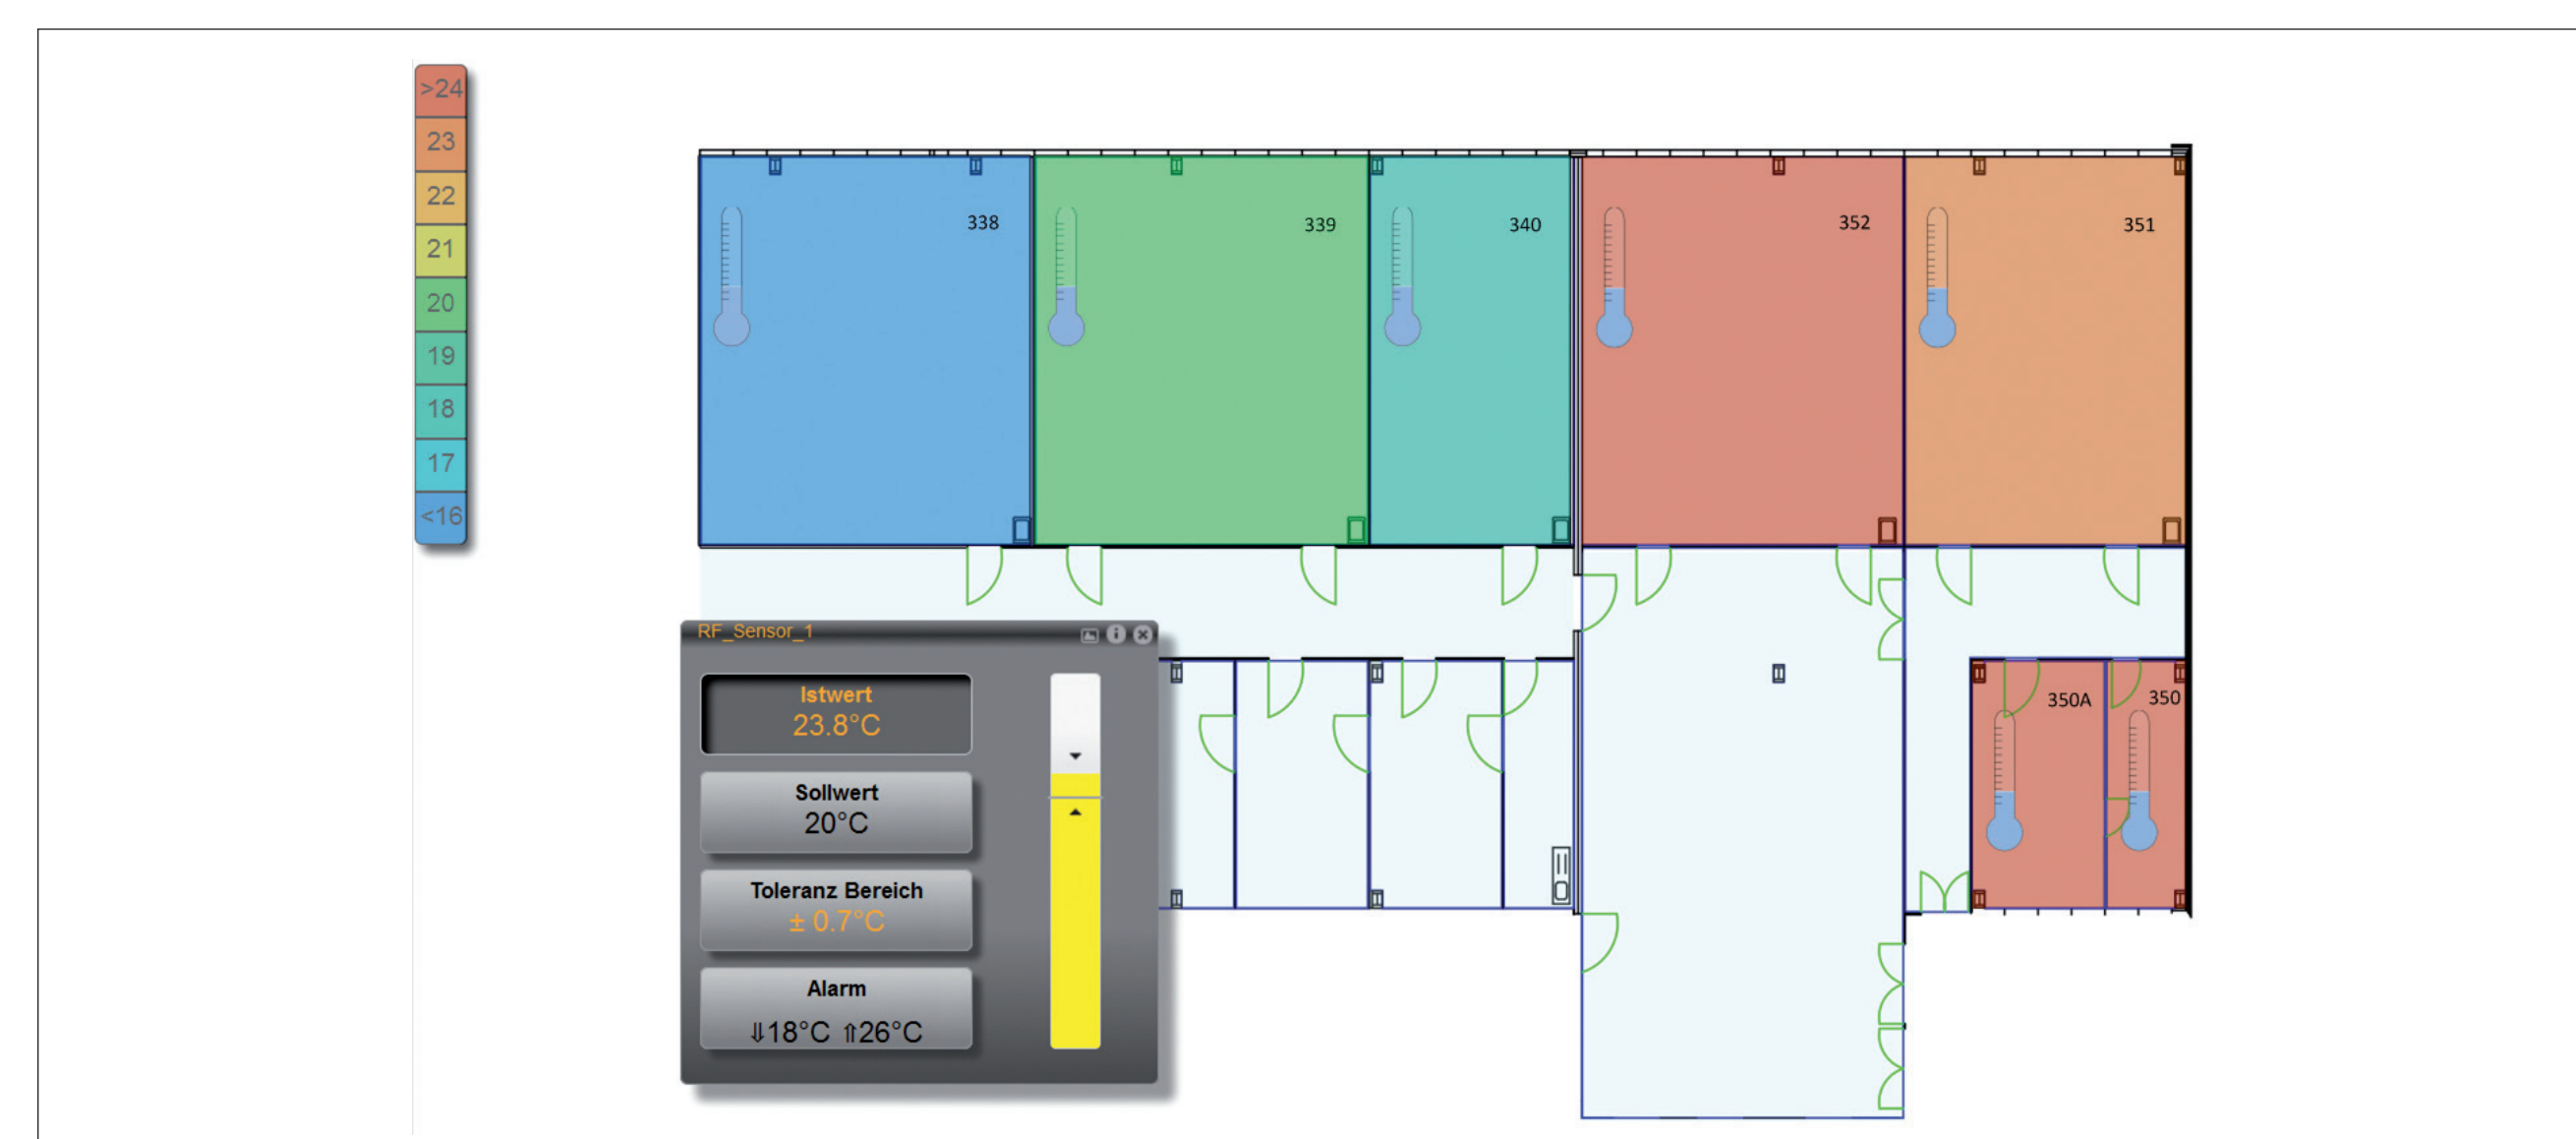 >24
23
22
21
20
19
18
17
<16
338
339
340
352
351
350A
350
RF_Sensor_1
Istwert
23.8°C
Sollwert
20°C
Toleranz Bereich
± 0.7°C
Alarm
⇓18°C ⇑26°C